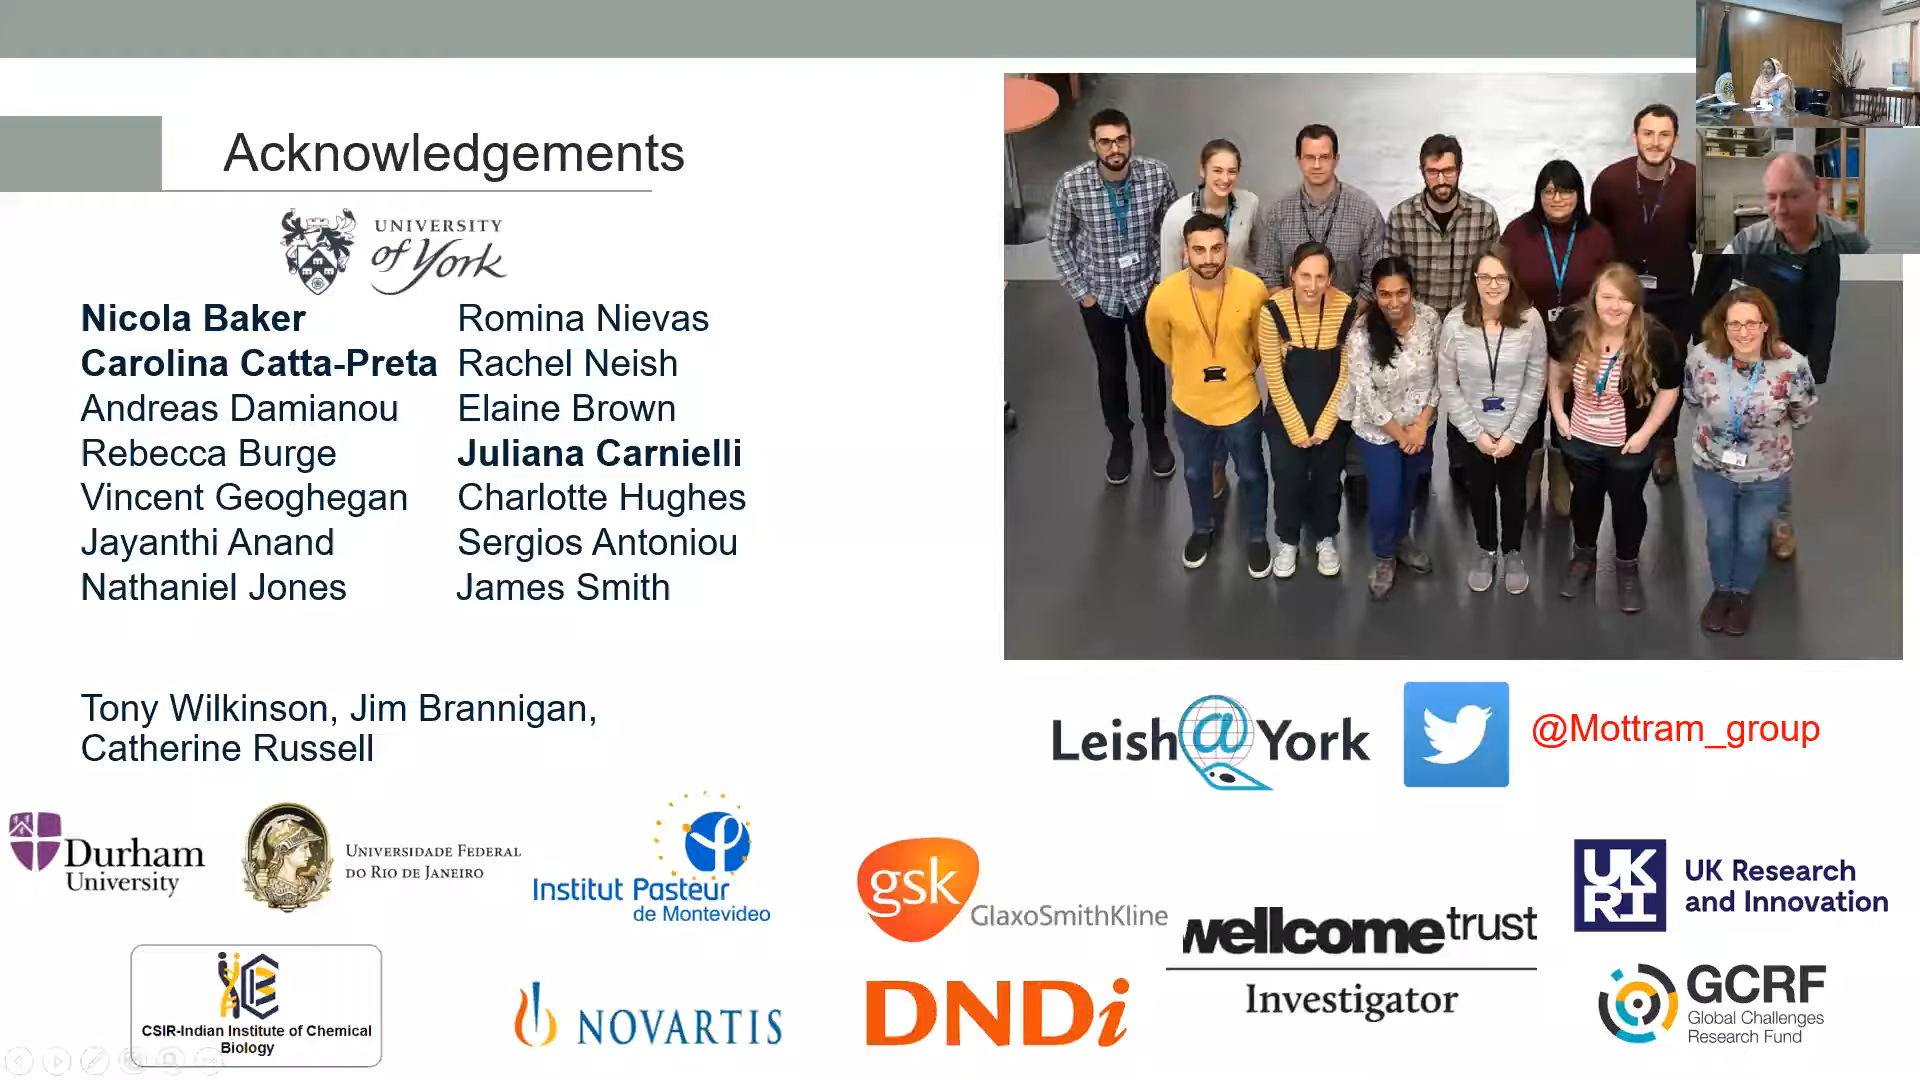 Acknowledgements
UNIVERSITY
of York
Nicola Baker
Carolina Catta-Preta
Andreas Damianou
Rebecca Burge
Vincent Geoghegan
Jayanthi Anand
Nathaniel Jones
Romina Nievas
Rachel Neish
Elaine Brown
Juliana Carnielli
Charlotte Hughes
Sergios Antoniou
James Smith
Tony Wilkinson, Jim Brannigan,
Catherine Russell
Leish@York
@Mottram_group
Durham
University
UNIVERSIDADE FEDERAL
DO RIO DE JANEIRO
Institut Pasteur
de Montevideo
gsk
GlaxoSmithKline
wellcometrust
Investigator
UK
RI
UK Research
and Innovation
CSIR-Indian Institute of Chemical
Biology
NOVARTIS
DNDi
GCRF
Global Challenges
Research Fund